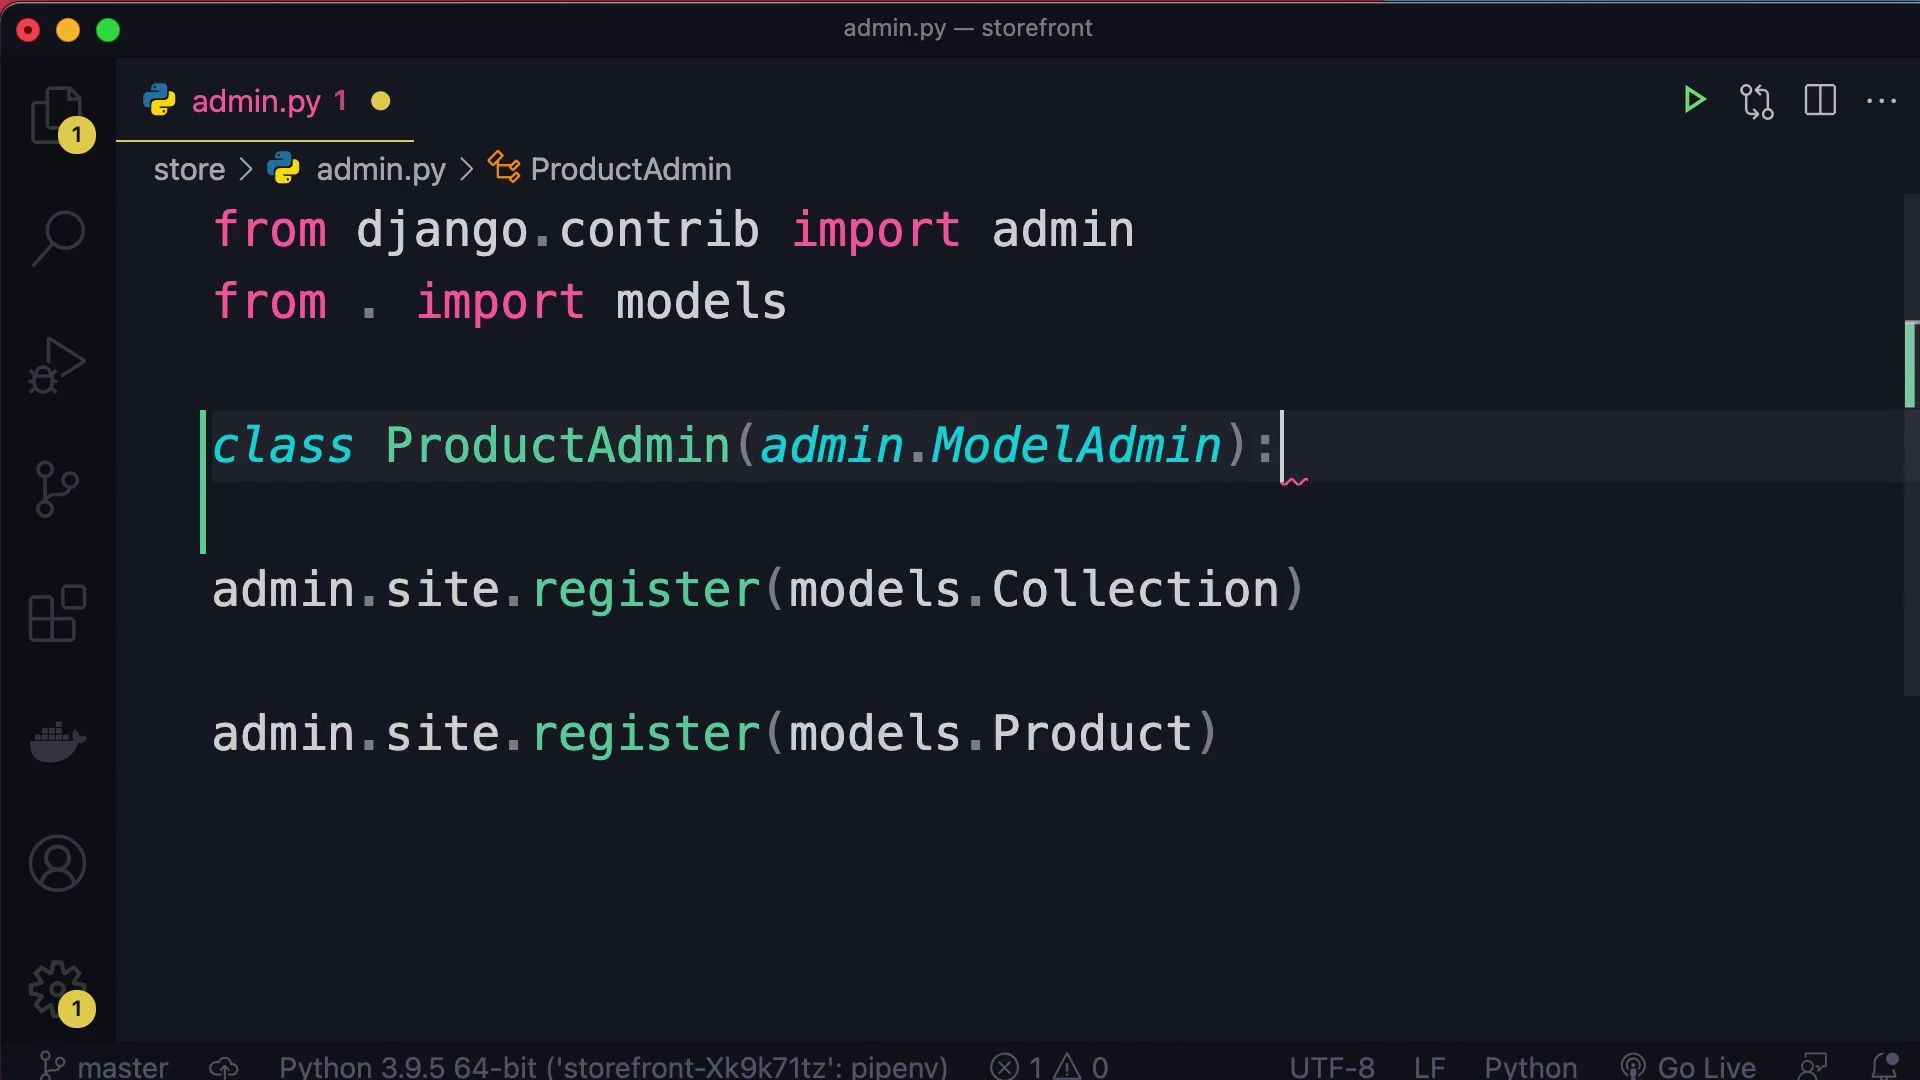 admin.py — storefront
admin.py 1
store > admin.py > ProductAdmin
from django.contrib import admin
from . import models
class ProductAdmin(admin.ModelAdmin):
admin.site.register(models.Collection)
admin.site.register(models.Product)
1
1
master Python 3.9.5 64-bit ('storefront-Xk9k71tz': pipenv) 1 0 UTF-8 LF Python Go Live